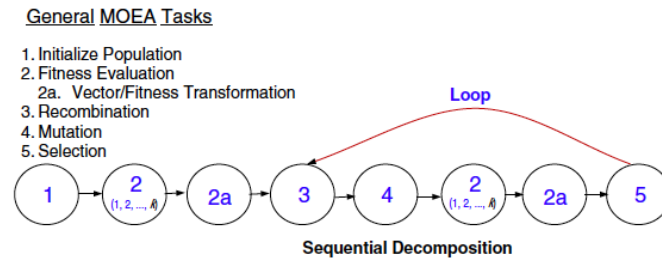 General MOEA Tasks
1. Initialize Population
2. Fitness Evaluation
2a. Vector/Fitness Transformation
3. Recombination
4. Mutation
5. Selection
Loop
1 2 2a 3 4 2 2a 5
(1, 2, ..., k) (1, 2, ..., k)
Sequential Decomposition